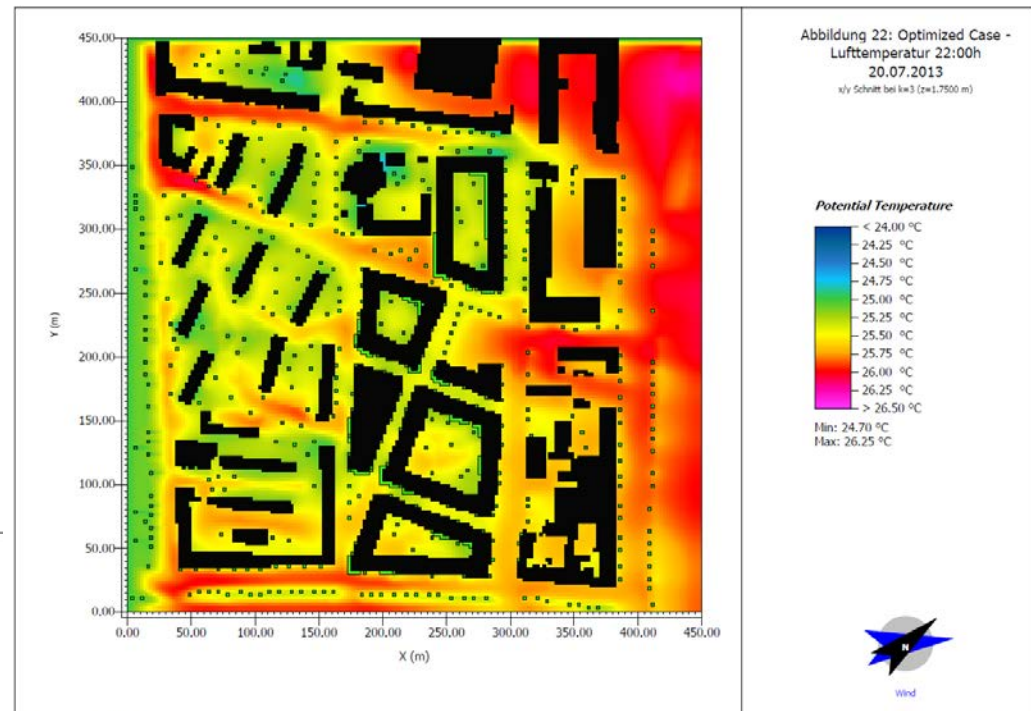 Abbildung 22: Optimized Case -
Lufttemperatur 22:00h
20.07.2013
x/y Schnitt bei k=3 (z=1.7500 m)
450.00
400.00
350.00
300.00
250.00
200.00
150.00
100.00
50.00
0.00
Y (m)
0.00 50.00 100.00 150.00 200.00 250.00 300.00 350.00 400.00 450.00
X (m)
Potential Temperature
< 24.00 °C
24.25 °C
24.50 °C
24.75 °C
25.00 °C
25.25 °C
25.50 °C
25.75 °C
26.00 °C
26.25 °C
> 26.50 °C
Min: 24.70 °C
Max: 26.25 °C
N
Wind